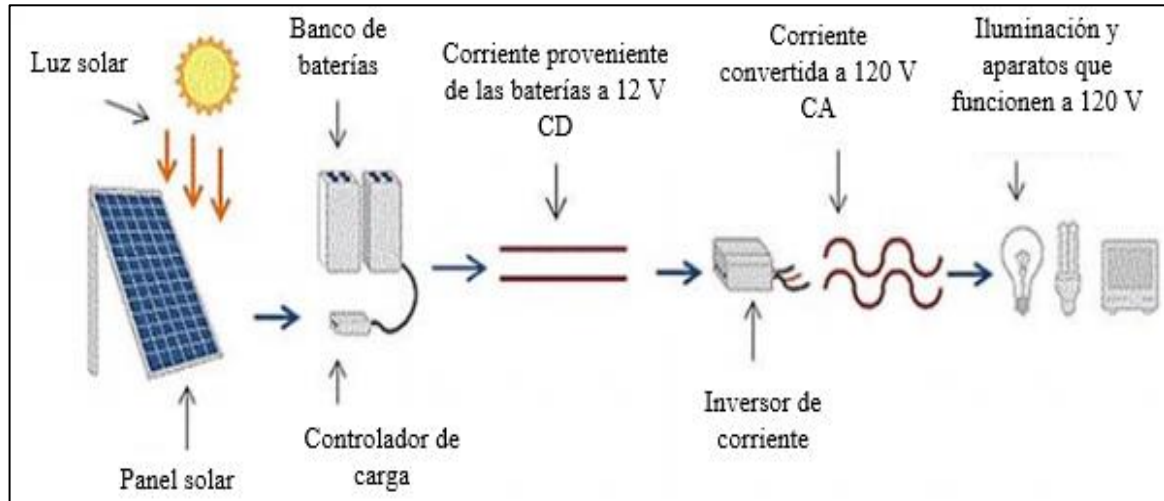 Luz solar
Banco de
baterías
Corriente proveniente
de las baterías a 12 V
CD
Corriente
convertida a 120 V
CA
Iluminación y
aparatos que
funcionen a 120 V
Panel solar
Controlador de
carga
Inversor de
corriente